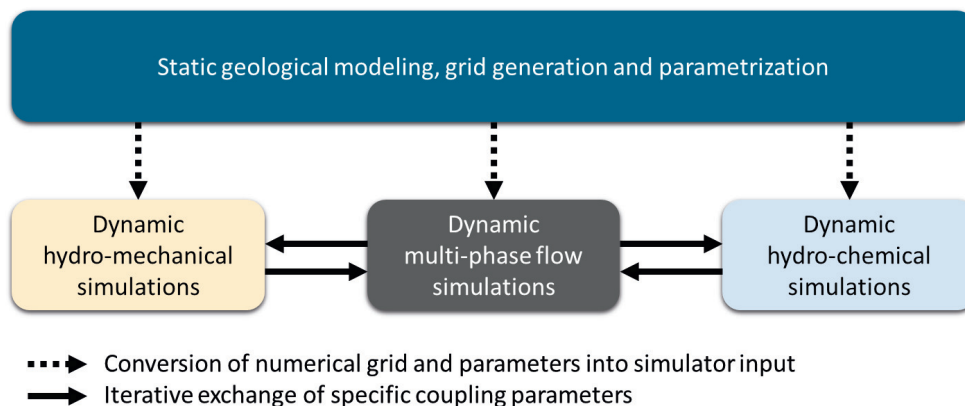 Static geological modeling, grid generation and parametrization
Dynamic
hydro-mechanical
simulations
Dynamic
multi-phase flow
simulations
Dynamic
hydro-chemical
simulations
Conversion of numerical grid and parameters into simulator input
Iterative exchange of specific coupling parameters